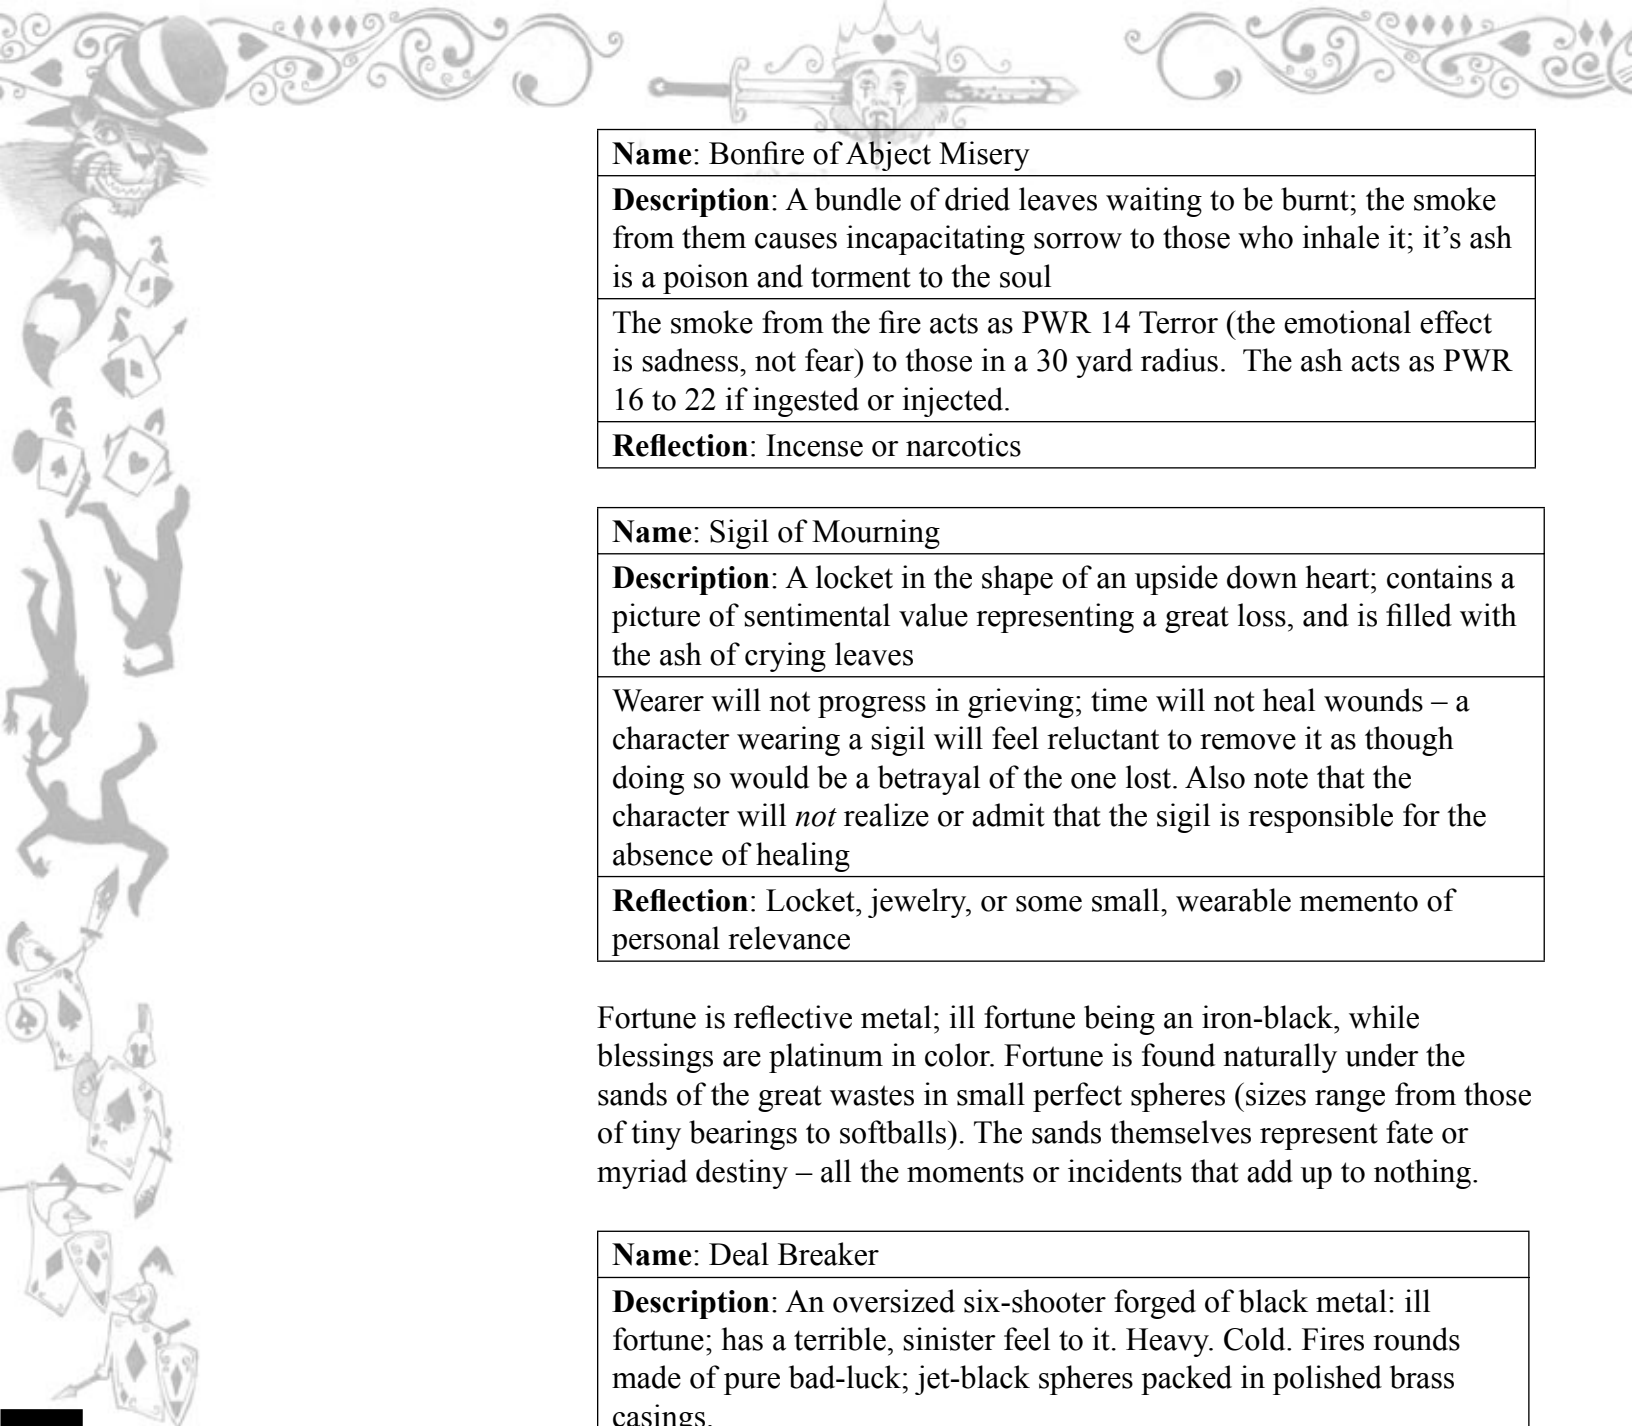 Name: Bonfire of Abject Misery
Description: A bundle of dried leaves waiting to be burnt; the smoke
from them causes incapacitating sorrow to those who inhale it; it’s ash
is a poison and torment to the soul
The smoke from the fire acts as PWR 14 Terror (the emotional effect
is sadness, not fear) to those in a 30 yard radius.  The ash acts as PWR
16 to 22 if ingested or injected.
Reflection: Incense or narcotics
Name: Sigil of Mourning
Description: A locket in the shape of an upside down heart; contains a
picture of sentimental value representing a great loss, and is filled with
the ash of crying leaves
Wearer will not progress in grieving; time will not heal wounds – a
character wearing a sigil will feel reluctant to remove it as though
doing so would be a betrayal of the one lost. Also note that the
character will not realize or admit that the sigil is responsible for the
absence of healing
Reflection: Locket, jewelry, or some small, wearable memento of
personal relevance
Fortune is reflective metal; ill fortune being an iron-black, while
blessings are platinum in color. Fortune is found naturally under the
sands of the great wastes in small perfect spheres (sizes range from those
of tiny bearings to softballs). The sands themselves represent fate or
myriad destiny – all the moments or incidents that add up to nothing.
Name: Deal Breaker
Description: An oversized six-shooter forged of black metal: ill
fortune; has a terrible, sinister feel to it. Heavy. Cold. Fires rounds
made of pure bad-luck; jet-black spheres packed in polished brass
casings.